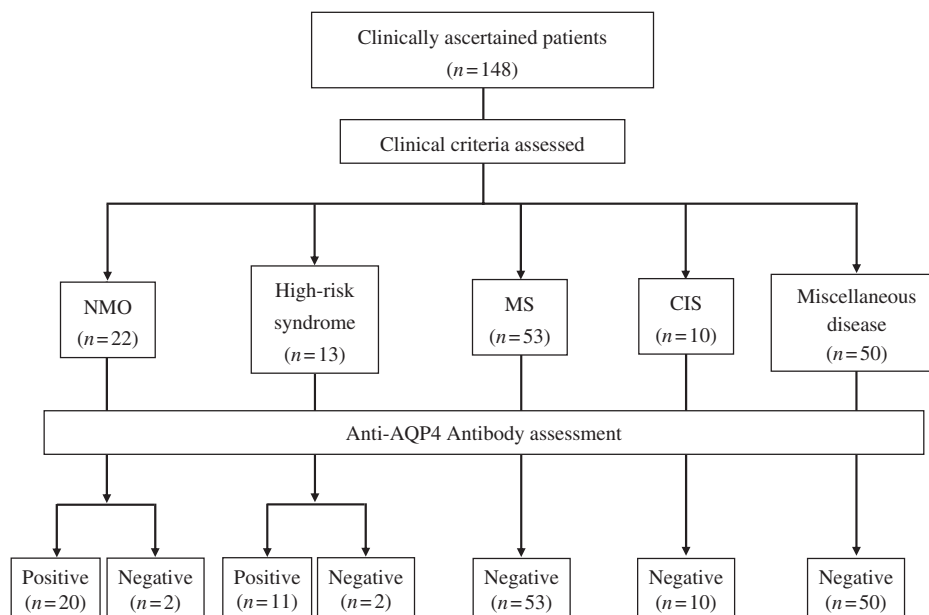 Clinically ascertained patients
(n=148)
Clinical criteria assessed
NMO
(n=22)
High-risk
syndrome
(n=13)
MS
(n=53)
CIS
(n=10)
Miscellaneous
disease
(n=50)
Anti-AQP4 Antibody assessment
Positive
(n=20)
Negative
(n=2)
Positive
(n=11)
Negative
(n=2)
Negative
(n=53)
Negative
(n=10)
Negative
(n=50)